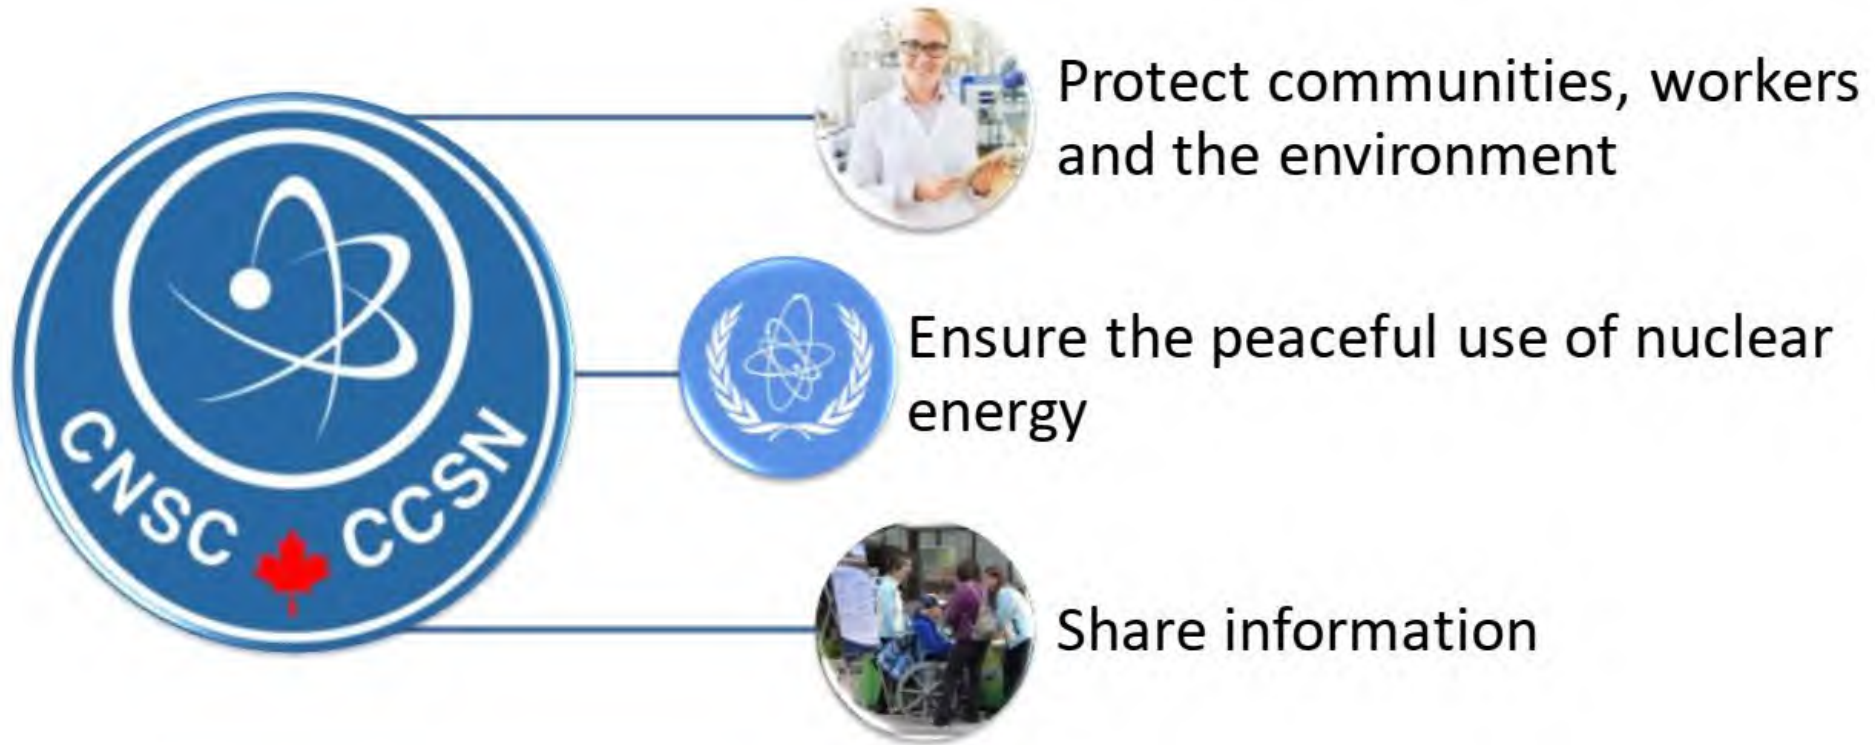 CNSC CCSN
Protect communities, workers
and the environment
Ensure the peaceful use of nuclear
energy
Share information